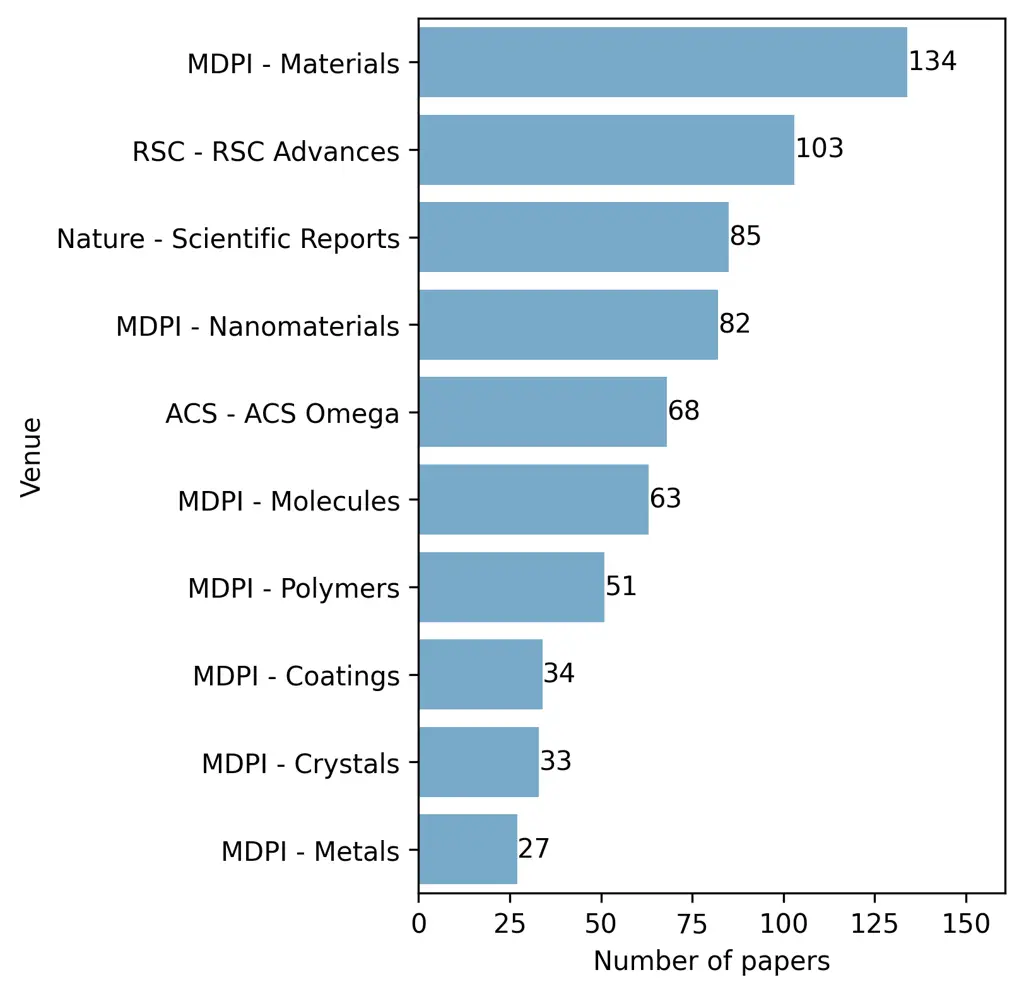 MDPI - Materials 134
RSC - RSC Advances 103
Nature - Scientific Reports 85
MDPI - Nanomaterials 82
ACS - ACS Omega 68
MDPI - Molecules 63
MDPI - Polymers 51
MDPI - Coatings 34
MDPI - Crystals 33
MDPI - Metals 27
Venue
0 25 50 75 100 125 150
Number of papers